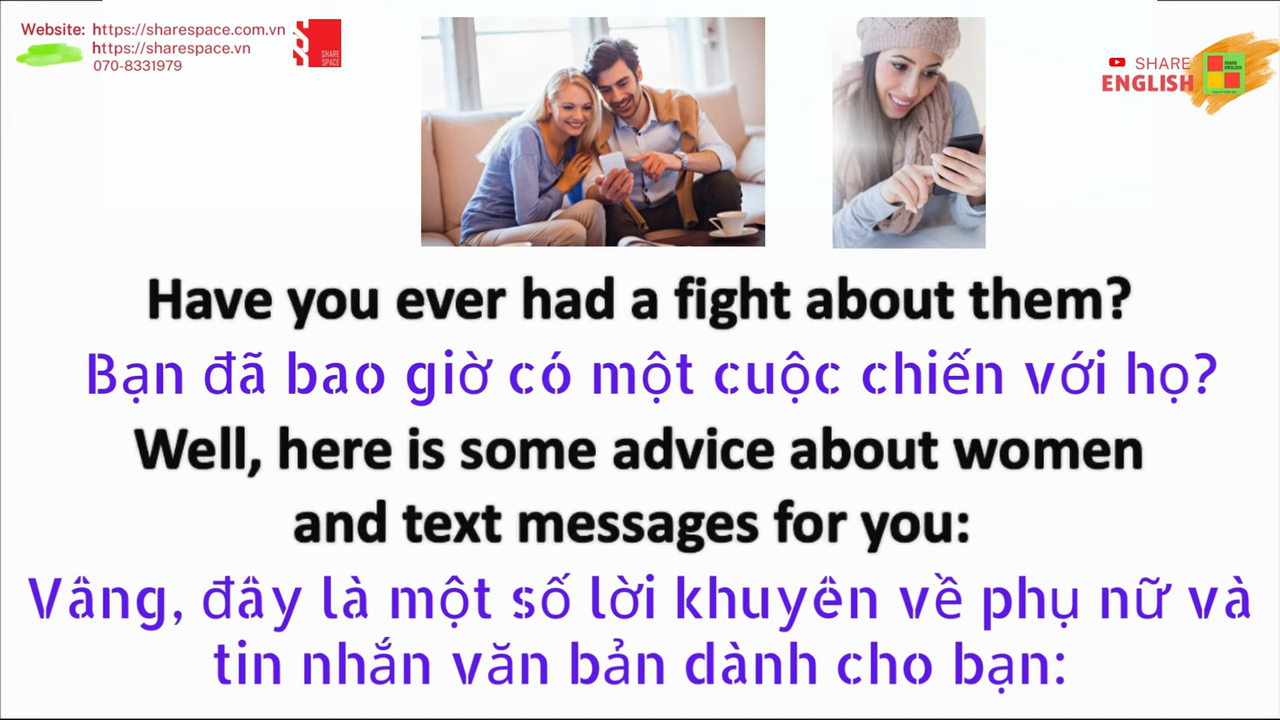 Website: https://sharespace.com.vn
https://sharespace.vn
070-8331979
SHARE
SPACE
SHARE
ENGLISH
Have you ever had a fight about them?
Bạn đã bao giờ có một cuộc chiến với họ?
Well, here is some advice about women
and text messages for you:
Vâng, đây là một số lời khuyên về phụ nữ và
tin nhắn văn bản dành cho bạn: